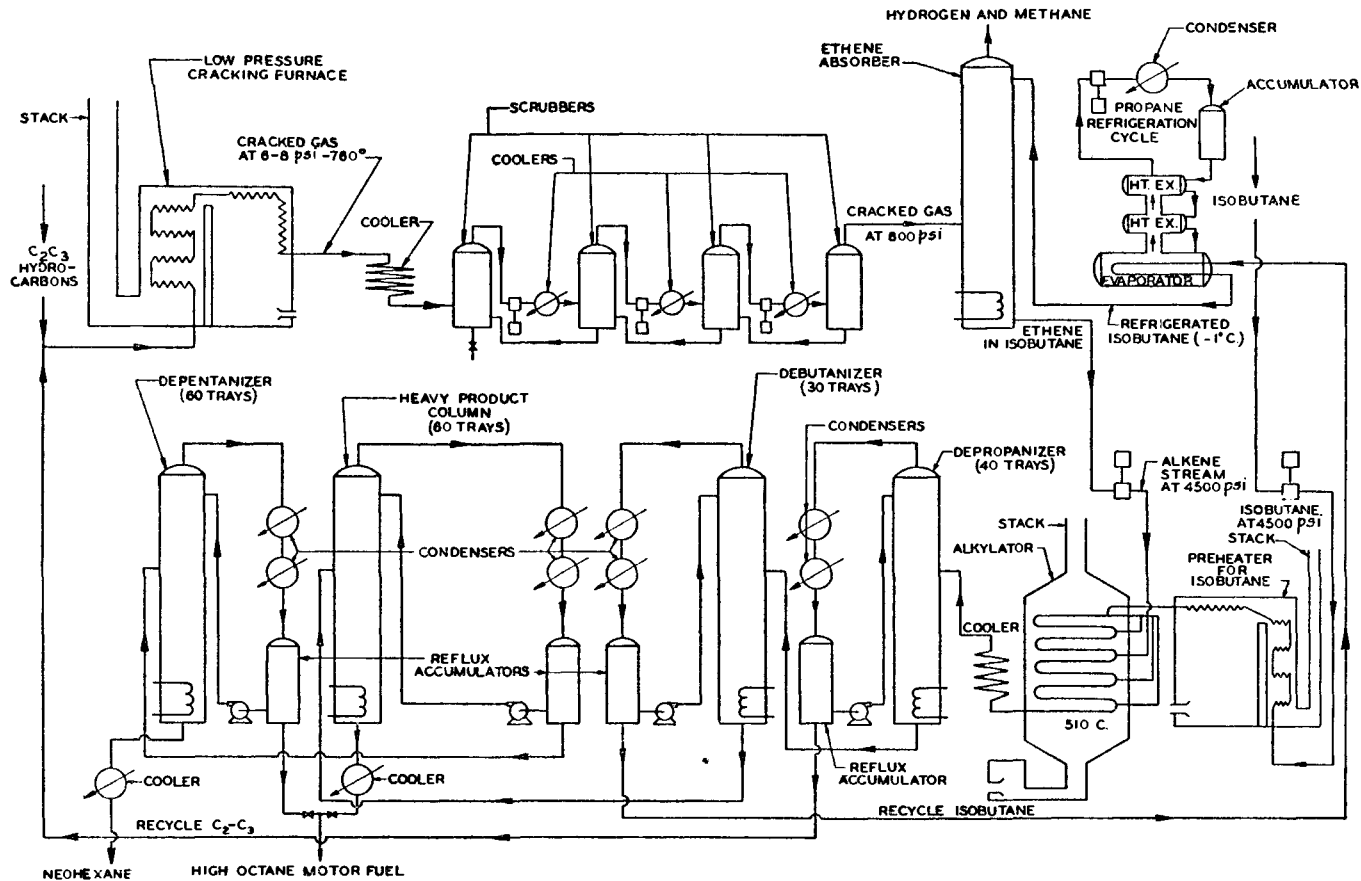 HYDROGEN AND METHANE
LOW PRESSURE
CRACKING FURNACE
ETHENE
ABSORBER
CONDENSER
ACCUMULATOR
STACK
SCRUBBERS
PROPANE
REFRIGERATION
CYCLE
CRACKED GAS
AT 6-8 psi -760°
COOLERS
HT. EX.
ISOBUTANE
COOLER
CRACKED GAS
AT 800 psi
HT EX.
C2C3
HYDRO-
CARBONS
EVAPORATOR
ETHENE
IN ISOBUTANE
REFRIGERATED
ISOBUTANE (-1°C.)
DEPENTANIZER
(60 TRAYS)
HEAVY PRODUCT
COLUMN
(60 TRAYS)
DEBUTANIZER
(30 TRAYS)
CONDENSERS
DEPROPANIZER
(40 TRAYS)
ALKENE
STREAM
AT 4500 psi
ISOBUTANE
AT 4500 psi
STACK
STACK
CONDENSERS
ALKYLATOR
PREHEATER
FOR
ISOBUTANE
COOLER
REFLUX
ACCUMULATORS
510 C.
COOLER
COOLER
REFLUX
ACCUMULATOR
RECYCLE ISOBUTANE
RECYCLE C2-C3
NEOHEXANE
HIGH OCTANE MOTOR FUEL